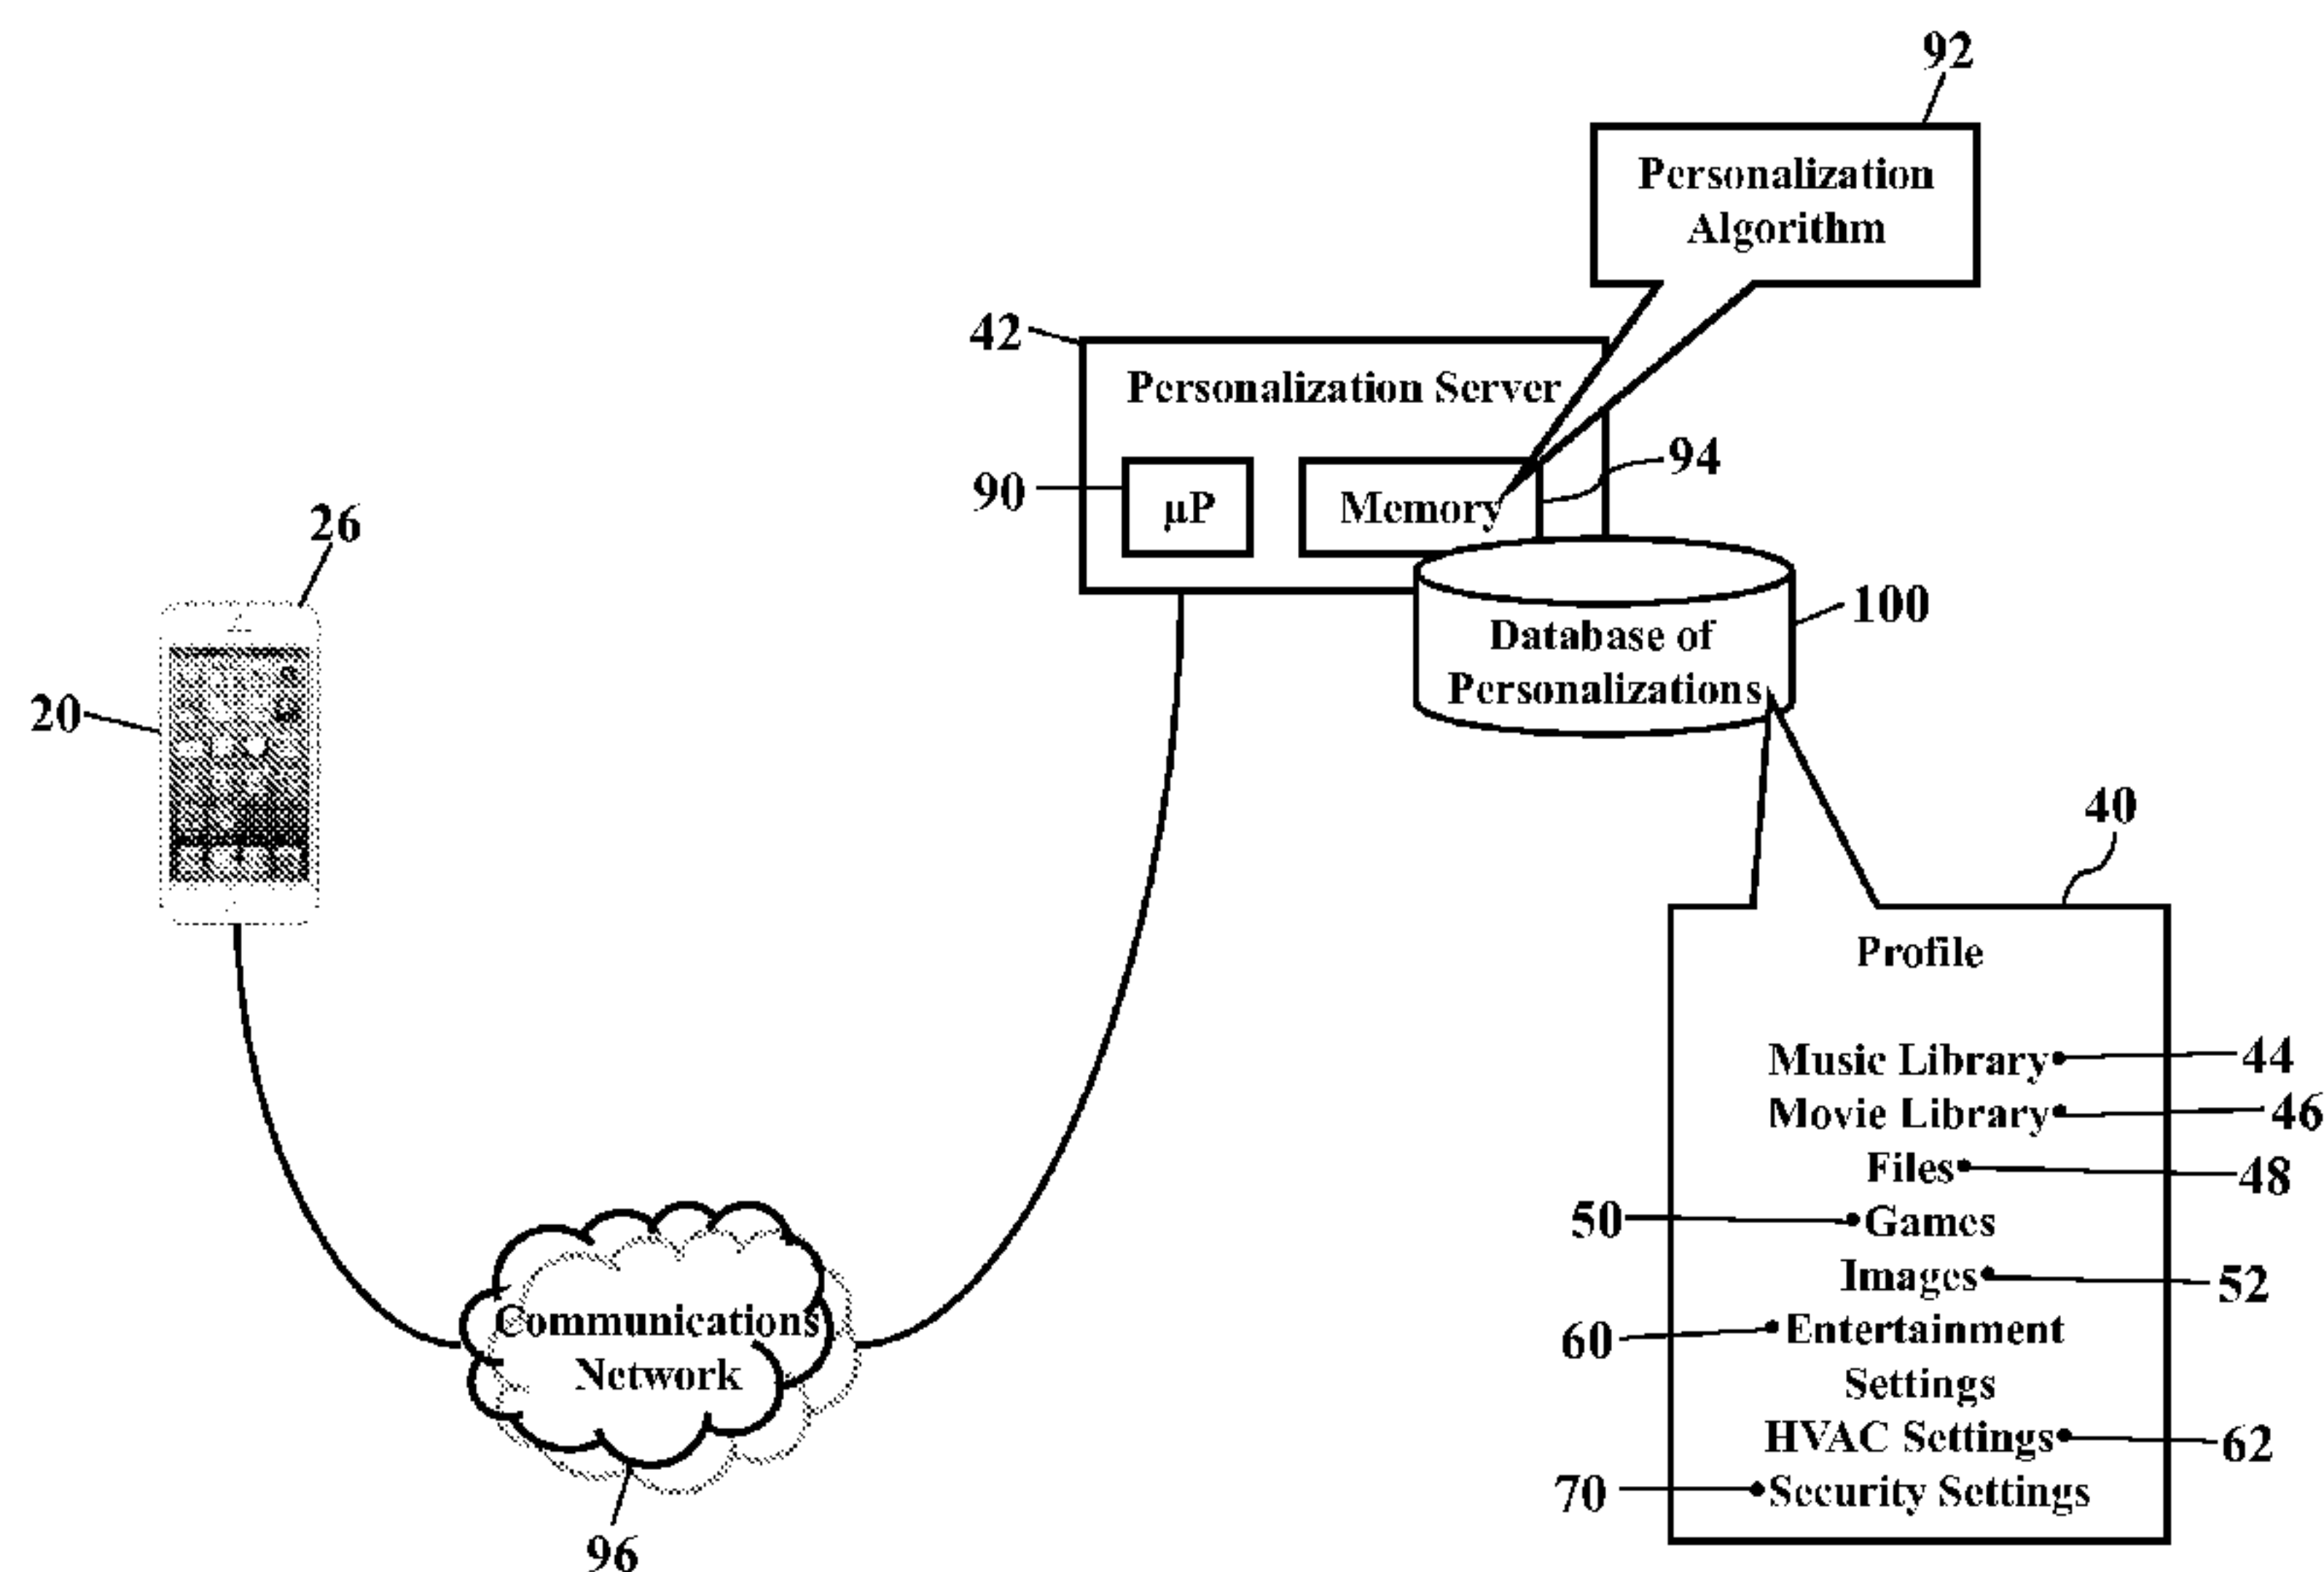 92
Personalization
Algorithm
42
Personalization Server
94
90
µP
Memory
26
100
Database of
Personalizations
20
40
Profile
Music Library
44
Movie Library
46
Files
48
50
Games
Images
52
60
Entertainment
Settings
HVAC Settings
62
70
Security Settings
Communications
Network
96